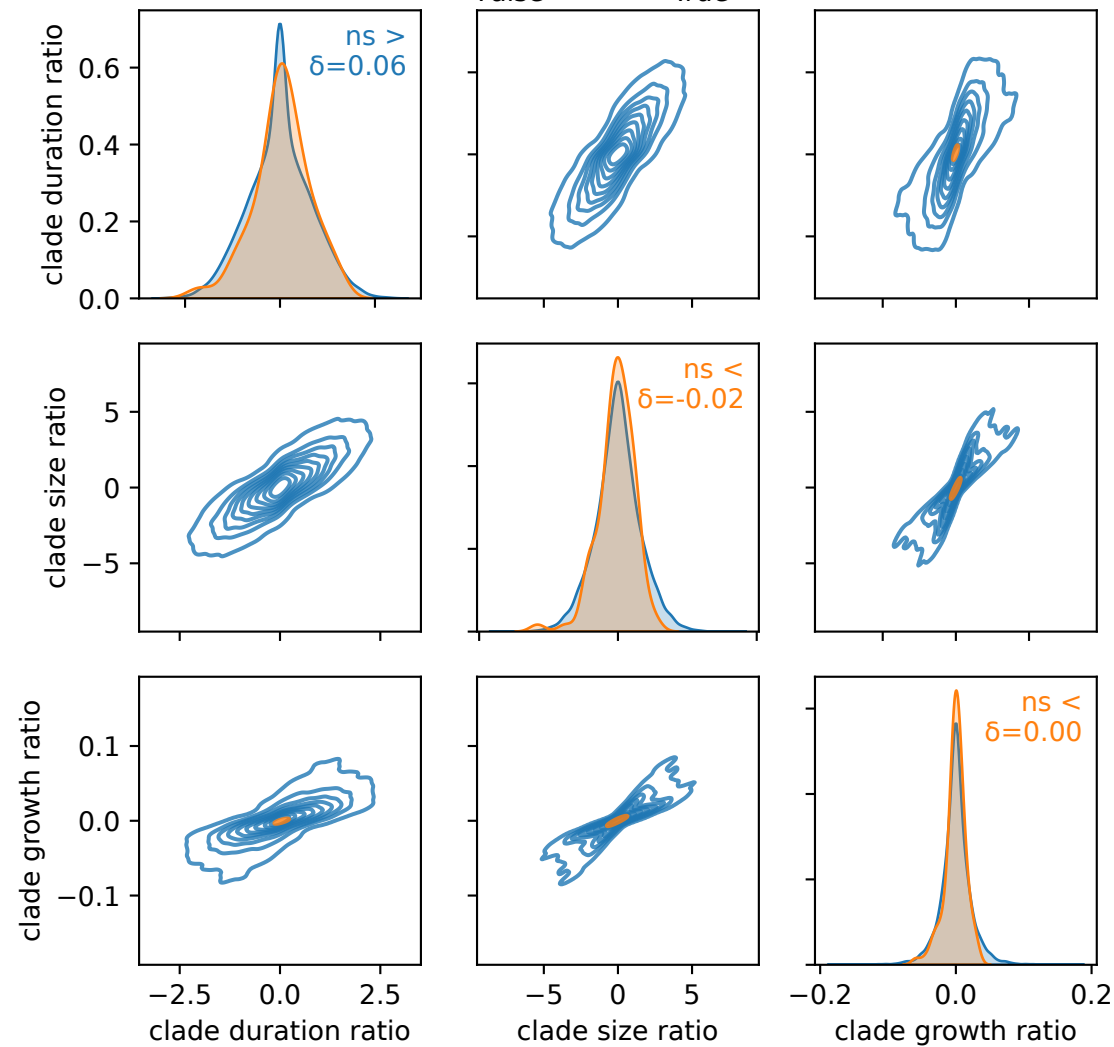 True
clade duration ratio
0.6
0.4
0.2
0.0
ns >
δ=0.06
clade size ratio
5
0
−5
ns <
δ=-0.02
clade growth ratio
0.1
0.0
−0.1
ns <
δ=0.00
−2.5 0.0 2.5
−5 0 5
−0.2 0.0 0.2
clade duration ratio
clade size ratio
clade growth ratio